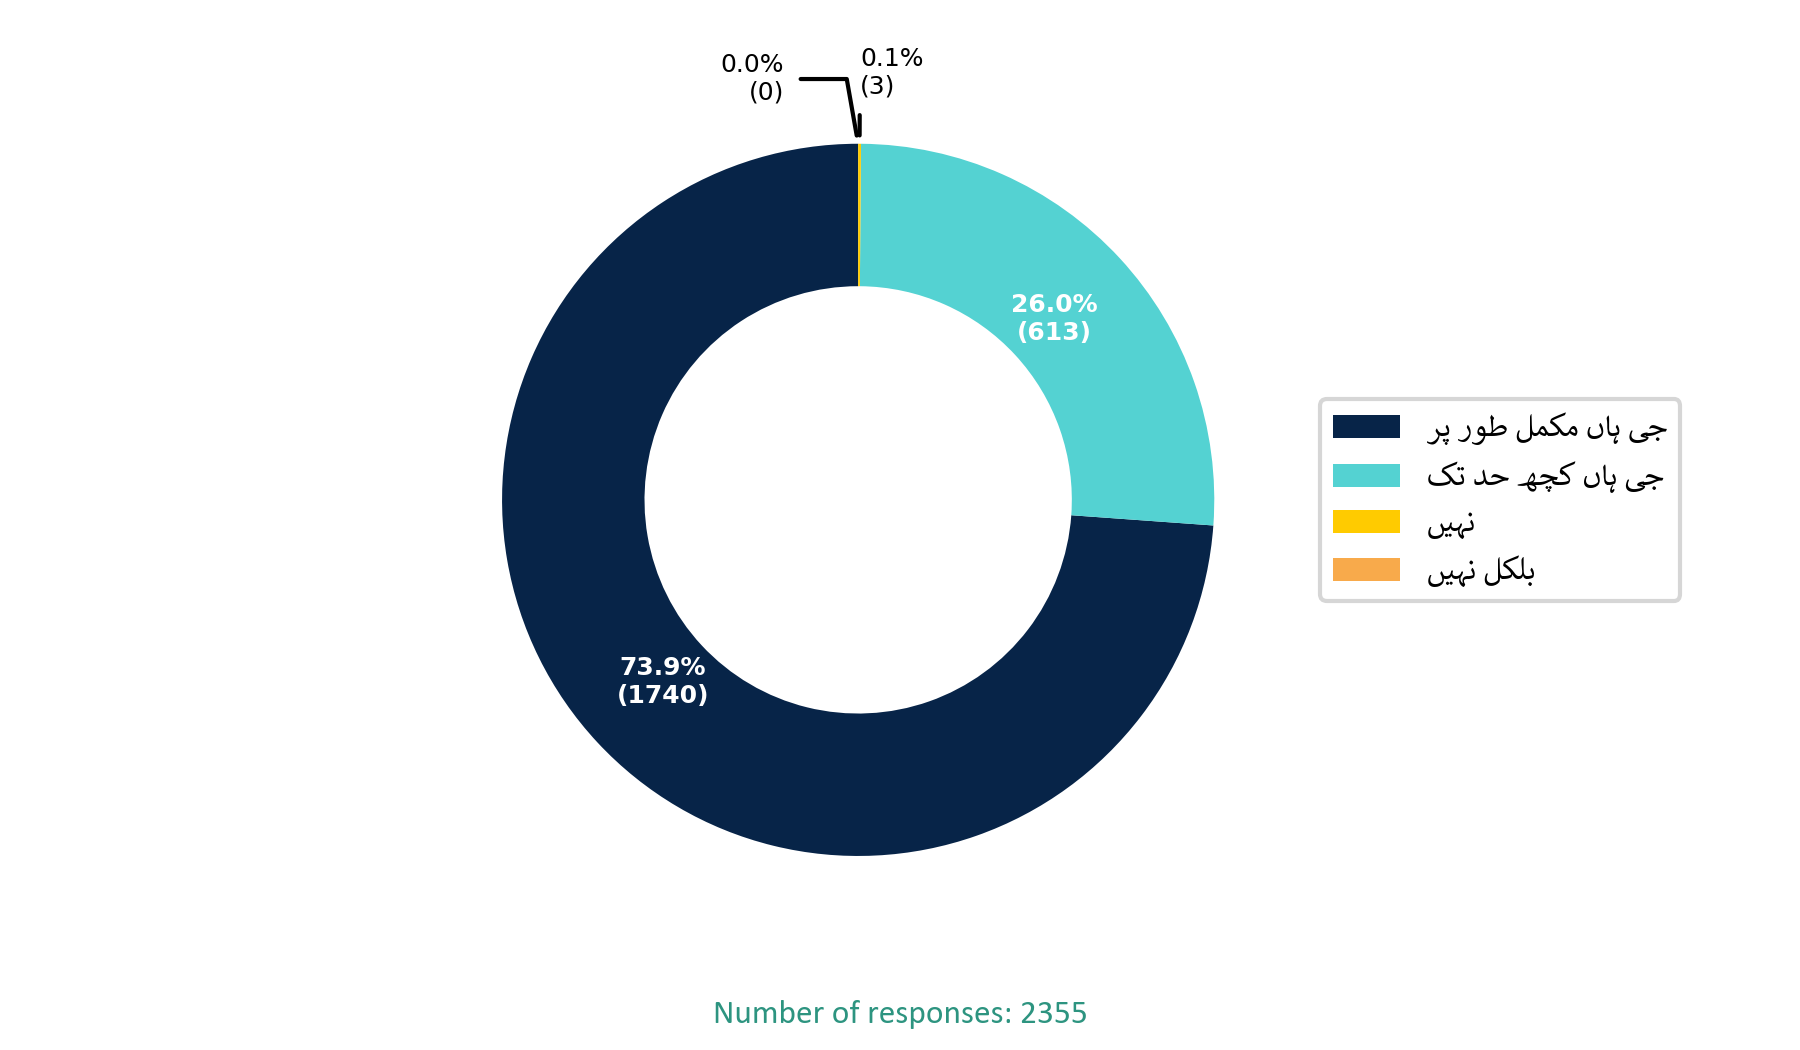 0.0%
(0)
0.1%
(3)
26.0%
(613)
73.9%
(1740)
جی ہاں مکمل طور پر
جی ہاں کچھ حد تک
نہیں
بلکل نہیں
Number of responses: 2355